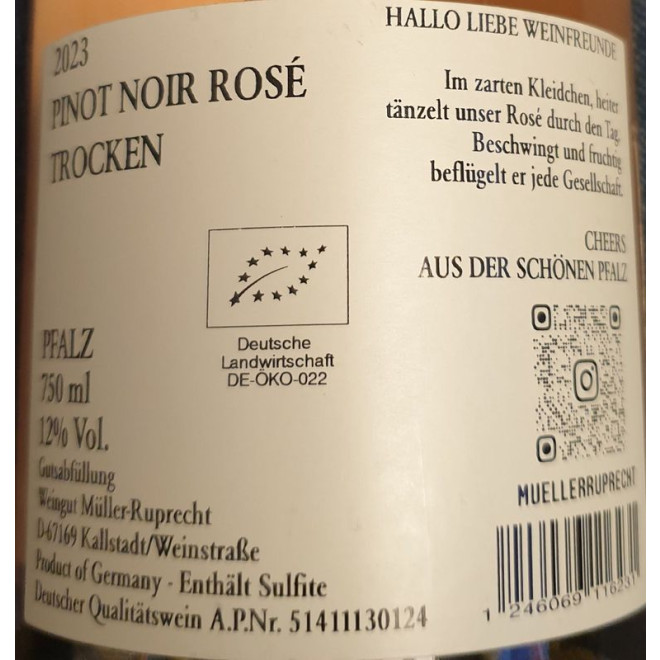 2023
PINOT NOIR ROSÉ
TROCKEN
HALLO LIEBE WEINFREUNDE
Im zarten Kleidchen, heiter
tänzelt unser Rosé durch den Tag.
Beschwingt und fruchtig
beflügelt er jede Gesellschaft.
CHEERS
AUS DER SCHÖNEN PFALZ
Deutsche
Landwirtschaft
DE-ÖKO-022
PFALZ
750 ml
12% Vol.
Gutsabfüllung
Weingut Müller-Ruprecht
D-67169 Kallstadt/Weinstraße
Product of Germany - Enthält Sulfite
Deutscher Qualitätswein A.P.Nr. 51411130124
MUELLERRUPRECHT
1 246069 116231